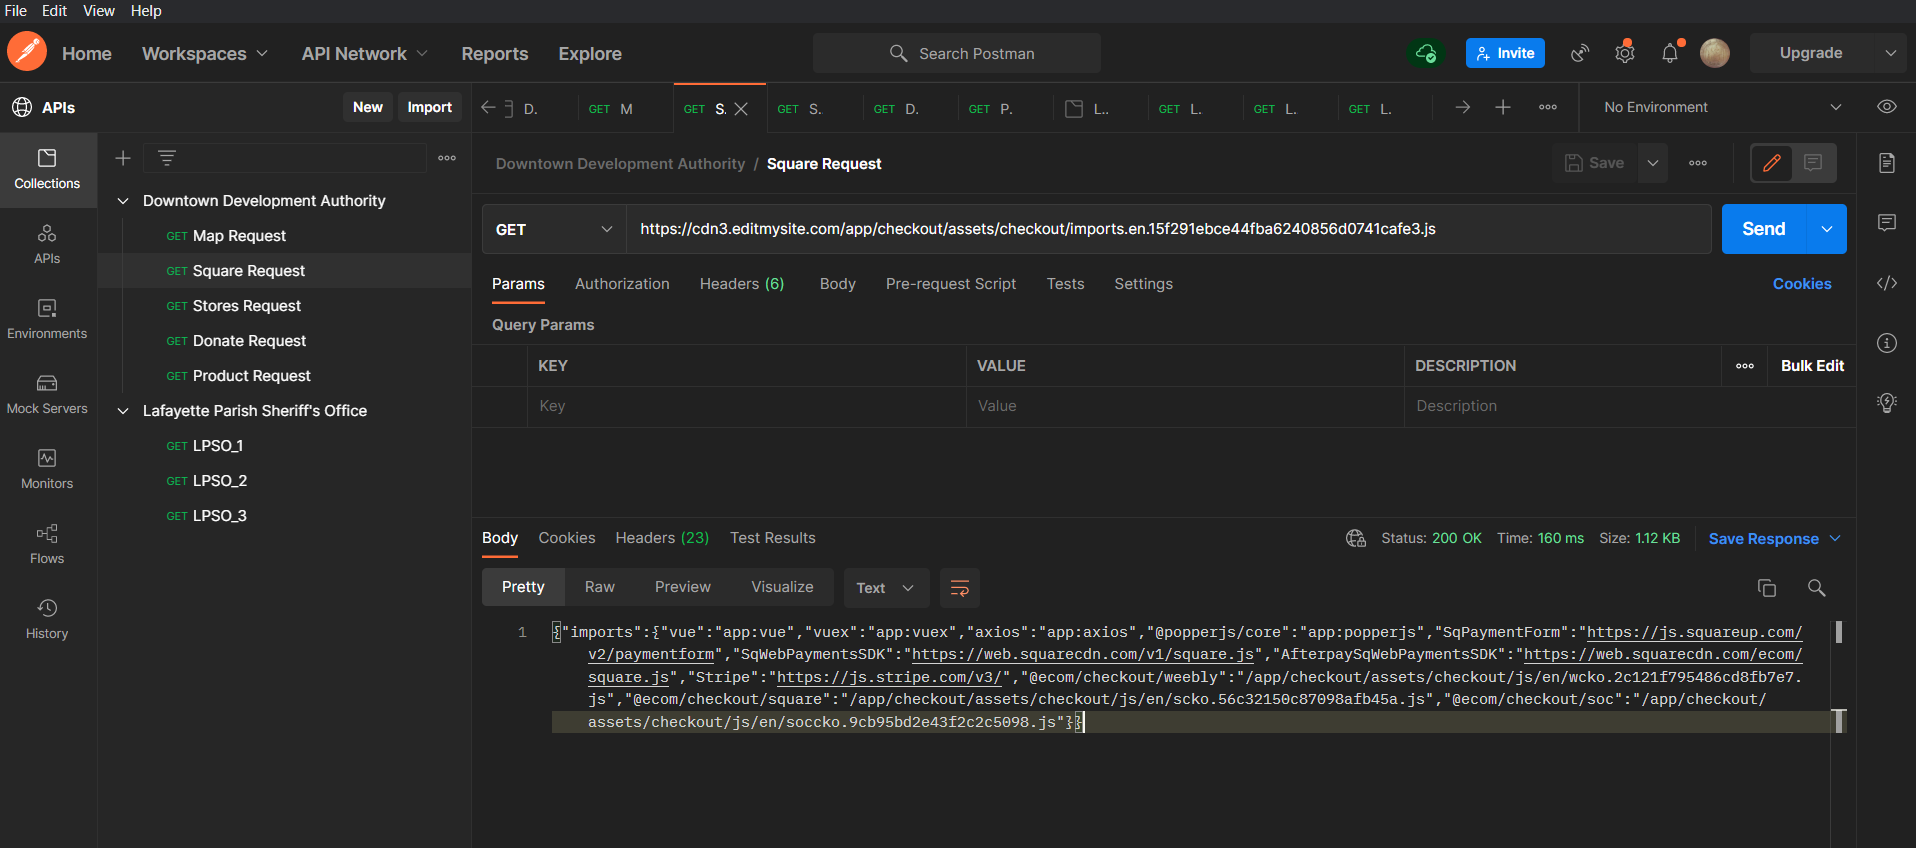 File Edit View Help
Home Workspaces API Network Reports Explore Search Postman Invite Upgrade
APIs New Import
D. GET M GET S. GET S.. GET D. GET P. L.. GET L. GET L. GET L. No Environment
Collections
APIs
Environments
Mock Servers
Monitors
Flows
History
Downtown Development Authority
GET Map Request
GET Square Request
GET Stores Request
GET Donate Request
GET Product Request
Lafayette Parish Sheriff's Office
GET LPSO_1
GET LPSO_2
GET LPSO_3
Downtown Development Authority / Square Request Save
GET https://cdn3.editmysite.com/app/checkout/assets/checkout/imports.en.15f291ebce44fba6240856d0741cafe3.js Send
Params Authorization Headers (6) Body Pre-request Script Tests Settings Cookies
Query Params
KEY VALUE DESCRIPTION Bulk Edit
Key Value Description
Body Cookies Headers (23) Test Results Status: 200 OK Time: 160 ms Size: 1.12 KB Save Response
Pretty Raw Preview Visualize Text
1 {"imports":{"vue":"app:vue","vuex":"app:vuex","axios":"app:axios","@popperjs/core":"app:popperjs","SqPaymentForm":"https://js.squareup.com/
v2/paymentform","SqWebPaymentsSDK":"https://web.squarecdn.com/v1/square.js","AfterpaySqWebPaymentsSDK":"https://web.squarecdn.com/ecom/
square.js","Stripe":"https://js.stripe.com/v3/","@ecom/checkout/weebly":"/app/checkout/assets/checkout/js/en/wcko.2c121f795486cd8fb7e7.
js","@ecom/checkout/square":"/app/checkout/assets/checkout/js/en/scko.56c32150c87098afb45a.js","@ecom/checkout/soc":"/app/checkout/
assets/checkout/js/en/soccko.9cb95bd2e43f2c2c5098.js"}}